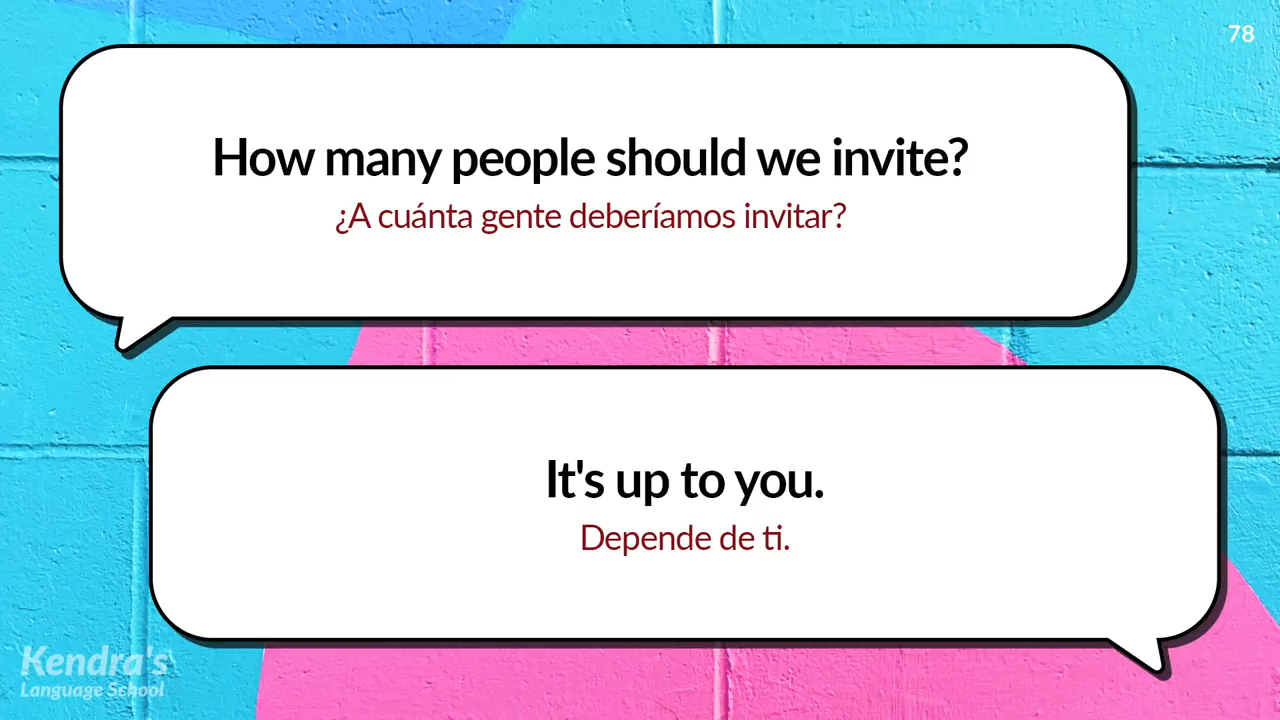 78
How many people should we invite?
¿A cuánta gente deberíamos invitar?
It's up to you.
Depende de ti.
Kendra's
Language School